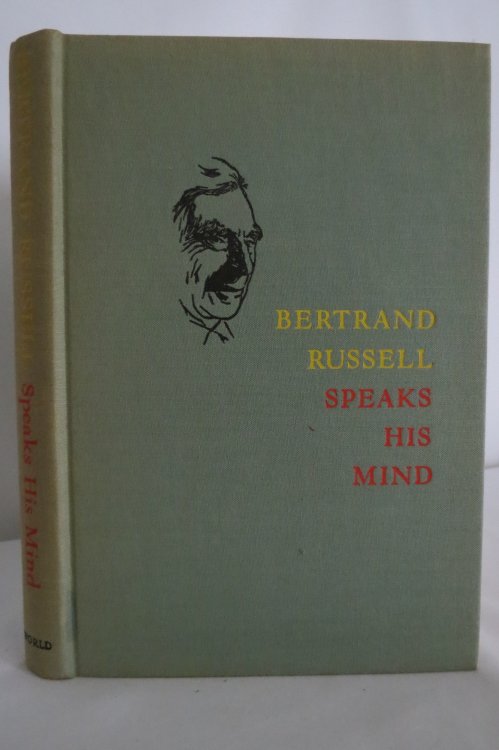 BERTRAND
RUSSELL
SPEAKS
HIS
MIND
BERTRAND RUSSELL Speaks His Mind
WORLD